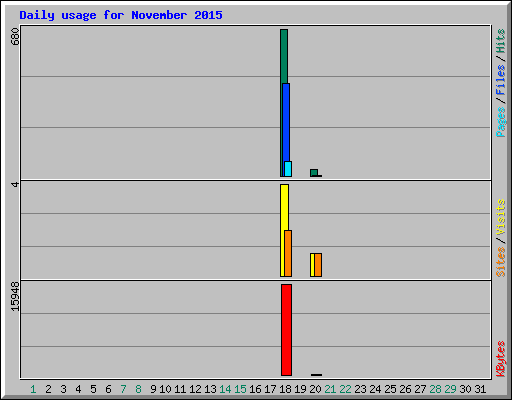 Daily usage for November 2015
680
Pages / Files / Hits
4
Sites / Visits
15948
KBytes
1 2 3 4 5 6 7 8 9 10 11 12 13 14 15 16 17 18 19 20 21 22 23 24 25 26 27 28 29 30 31